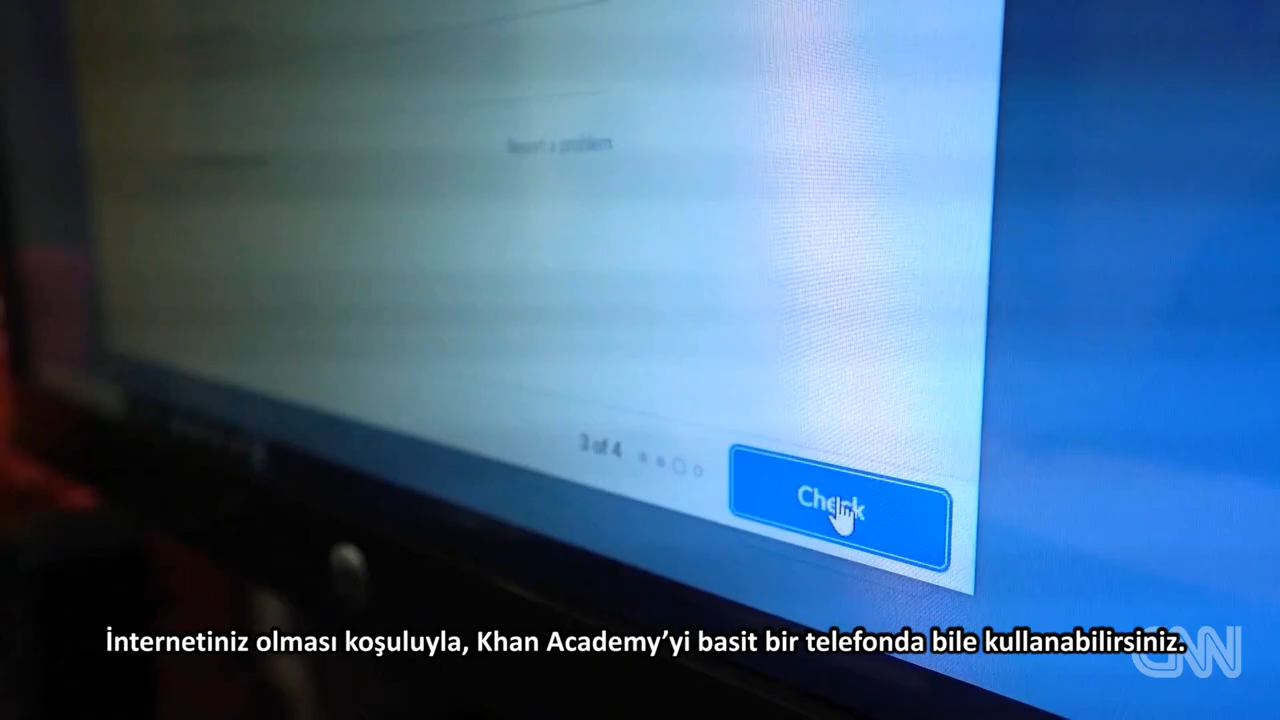 Report a problem
3 of 4
Check
İnternetiniz olması koşuluyla, Khan Academy’yi basit bir telefonda bile kullanabilirsiniz.
CNN